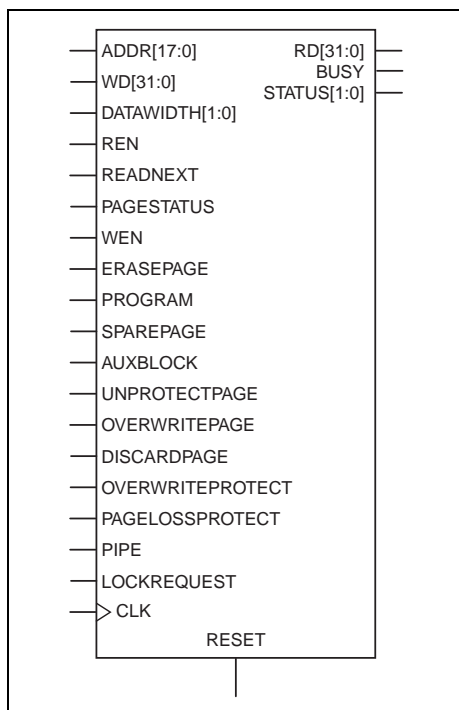 ADDR[17:0]
RD[31:0]
WD[31:0]
BUSY
DATAWIDTH[1:0]
STATUS[1:0]
REN
READNEXT
PAGESTATUS
WEN
ERASEPAGE
PROGRAM
SPAREPAGE
AUXBLOCK
UNPROTECTPAGE
OVERWRITEPAGE
DISCARDPAGE
OVERWRITEPROTECT
PAGELOSSPROTECT
PIPE
LOCKREQUEST
CLK
RESET